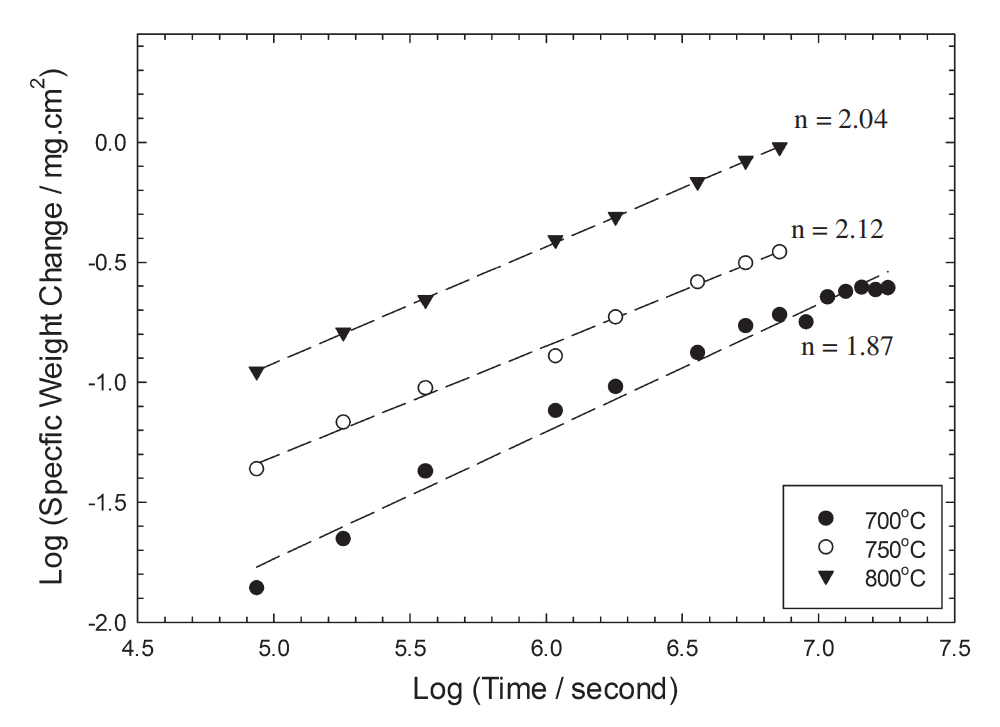 n = 2.04
0.0
n = 2.12
-0.5
n = 1.87
-1.0
-1.5
-2.0
Log (Specfic Weight Change / mg.cm²)
700°C
750°C
800°C
4.5 5.0 5.5 6.0 6.5 7.0 7.5
Log (Time / second)